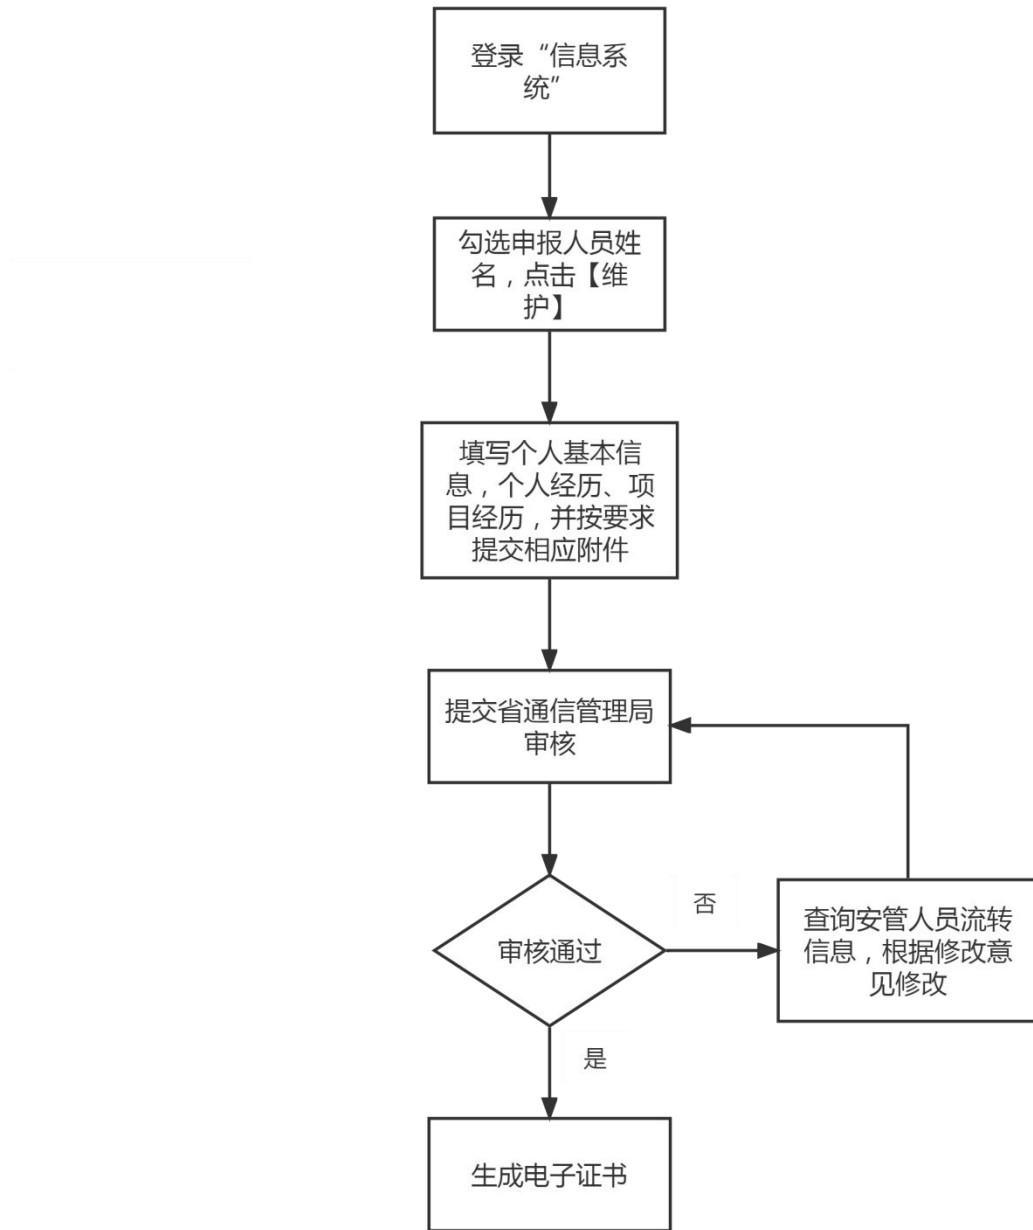 登录“信息系
统”
勾选申报人员姓
名，点击【维
护】
填写个人基本信
息，个人经历、项
目经历，并按要求
提交相应附件
提交省通信管理局
审核
审核通过
否
查询安管人员流转
信息，根据修改意
见修改
是
生成电子证书